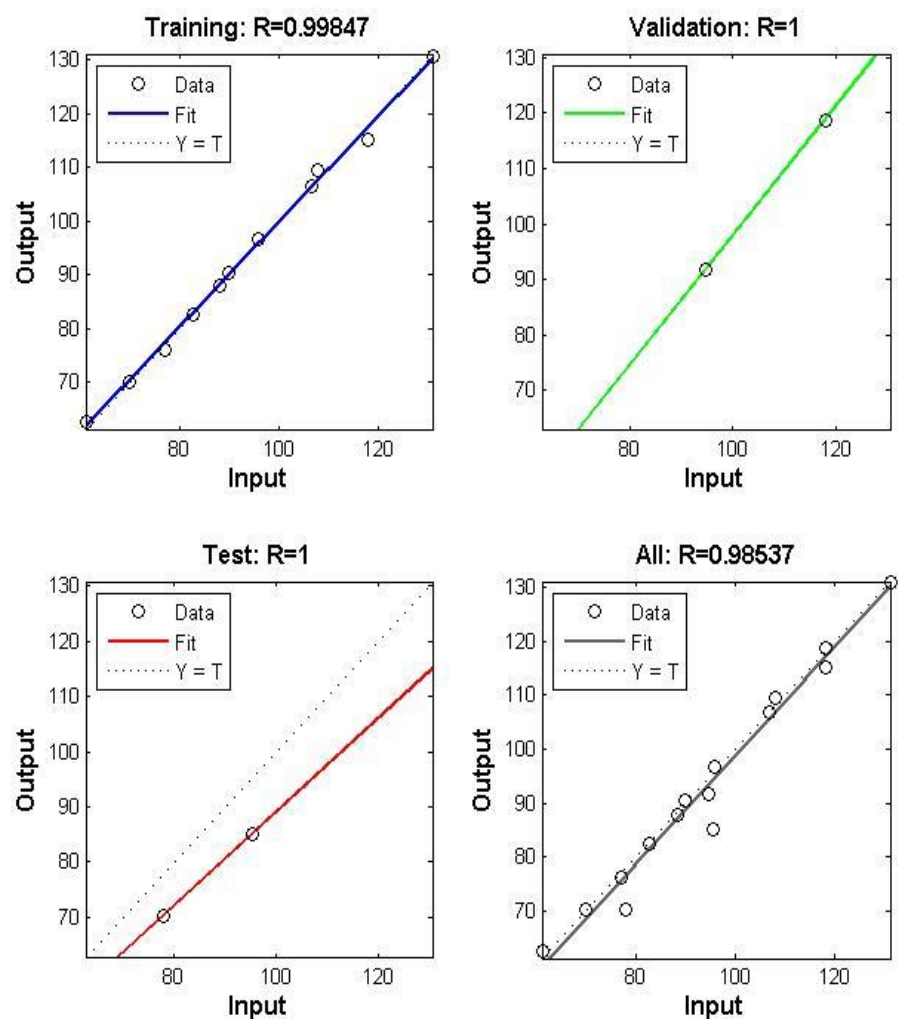 Training: R=0.99847
Data
Fit
Y = T
130
120
110
100
90
80
70
80
100
120
Output
Input
Validation: R=1
Data
Fit
Y = T
130
120
110
100
90
80
70
80
100
120
Output
Input
Test: R=1
Data
Fit
Y = T
130
120
110
100
90
80
70
80
100
120
Output
Input
All: R=0.98537
Data
Fit
Y = T
130
120
110
100
90
80
70
80
100
120
Output
Input